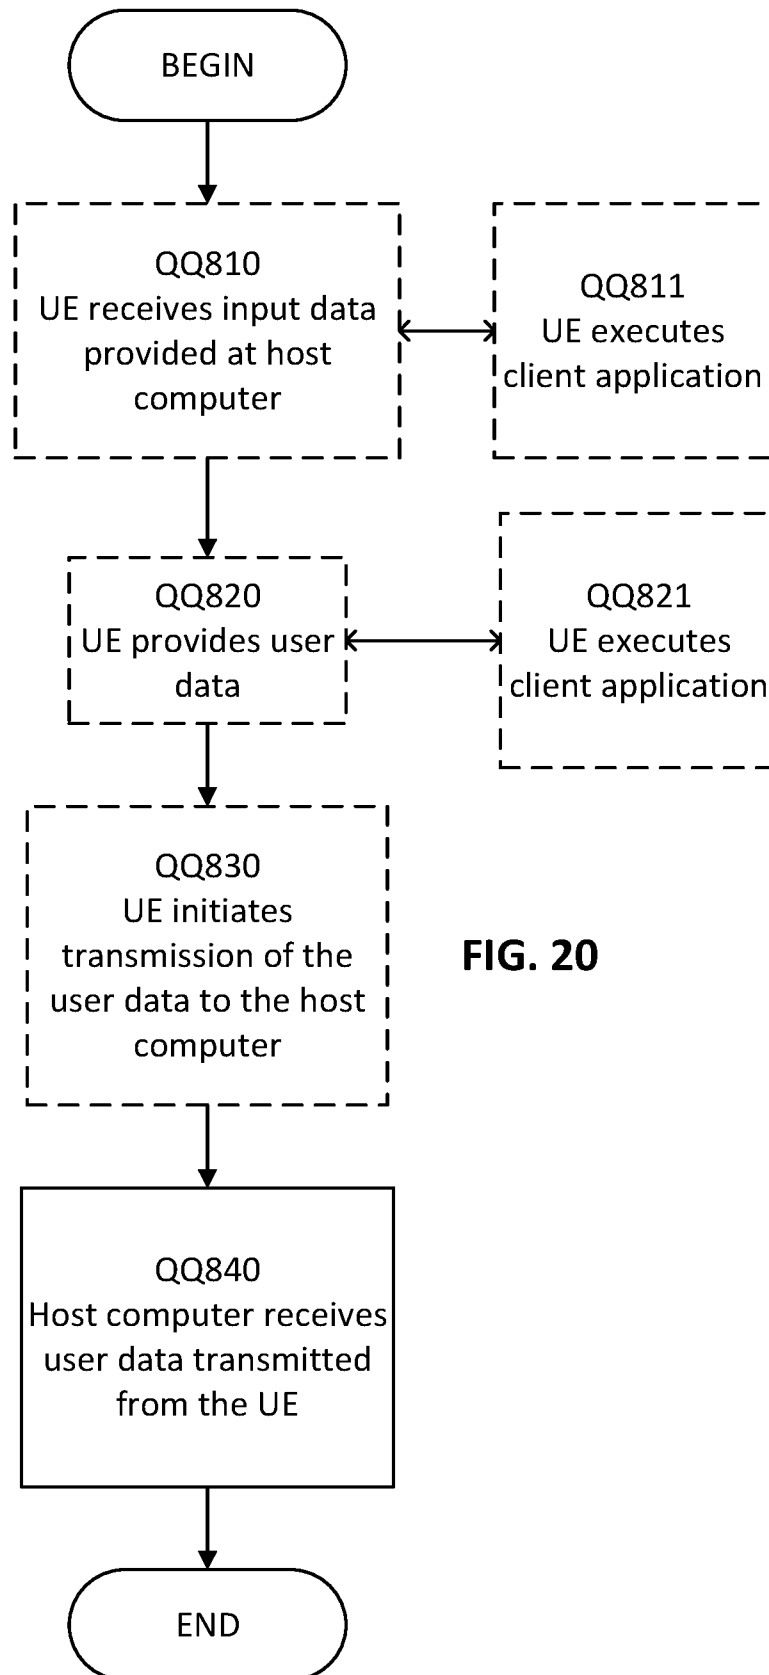 BEGIN
QQ810
UE receives input data
provided at host
computer
QQ811
UE executes
client application
QQ820
UE provides user
data
QQ821
UE executes
client application
QQ830
UE initiates
transmission of the
user data to the host
computer
FIG. 20
QQ840
Host computer receives
user data transmitted
from the UE
END